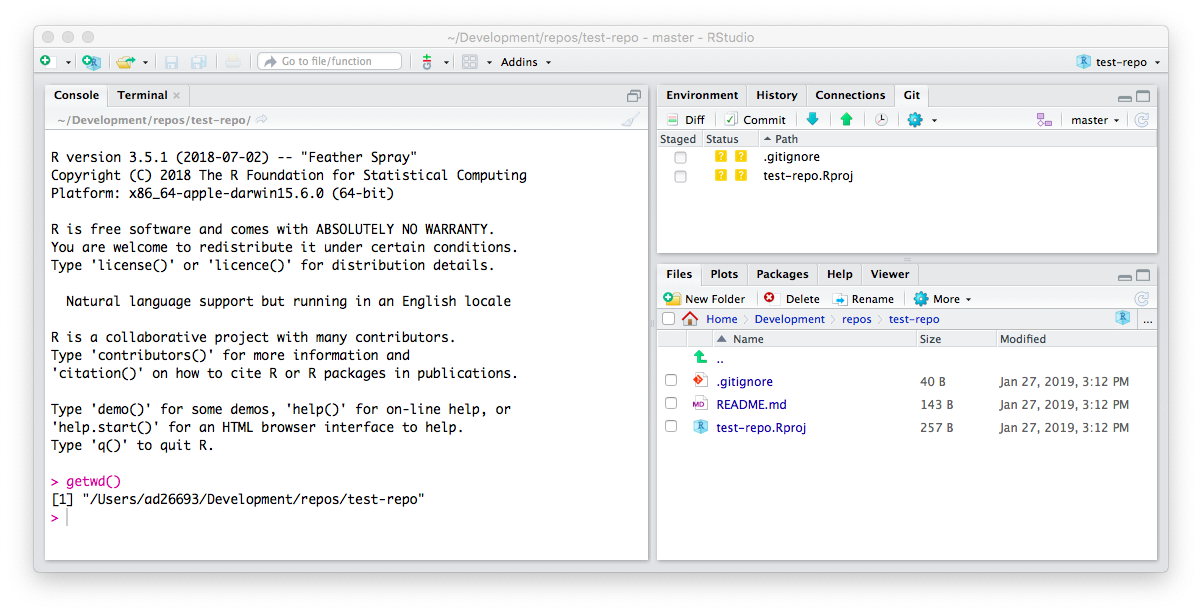 ~/Development/repos/test-repo - master - RStudio
Go to file/function
Addins
test-repo
Console Terminal
~/Development/repos/test-repo/
R version 3.5.1 (2018-07-02) -- "Feather Spray"
Copyright (C) 2018 The R Foundation for Statistical Computing
Platform: x86_64-apple-darwin15.6.0 (64-bit)
R is free software and comes with ABSOLUTELY NO WARRANTY.
You are welcome to redistribute it under certain conditions.
Type 'license()' or 'licence()' for distribution details.
Natural language support but running in an English locale
R is a collaborative project with many contributors.
Type 'contributors()' for more information and
'citation()' on how to cite R or R packages in publications.
Type 'demo()' for some demos, 'help()' for on-line help, or
'help.start()' for an HTML browser interface to help.
Type 'q()' to quit R.
> getwd()
[1] "/Users/ad26693/Development/repos/test-repo"
>
Environment History Connections Git
Diff Commit master
Staged Status Path
? ? .gitignore
? ? test-repo.Rproj
Files Plots Packages Help Viewer
New Folder Delete Rename More
Home Development repos test-repo R ...
Name Size Modified
..
.gitignore 40 B Jan 27, 2019, 3:12 PM
MD README.md 143 B Jan 27, 2019, 3:12 PM
R test-repo.Rproj 257 B Jan 27, 2019, 3:12 PM